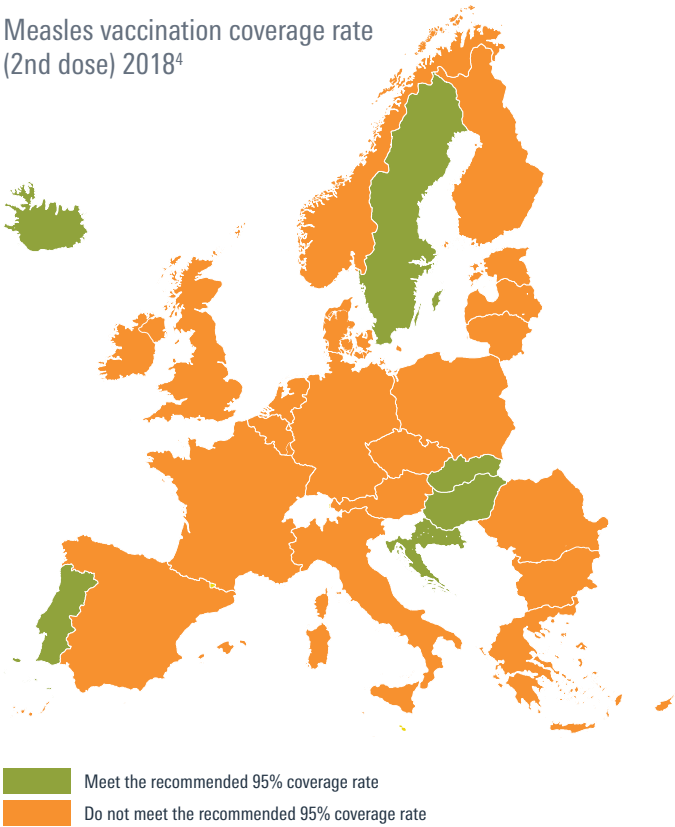 Measles vaccination coverage rate
(2nd dose) 2018⁴
Meet the recommended 95% coverage rate
Do not meet the recommended 95% coverage rate